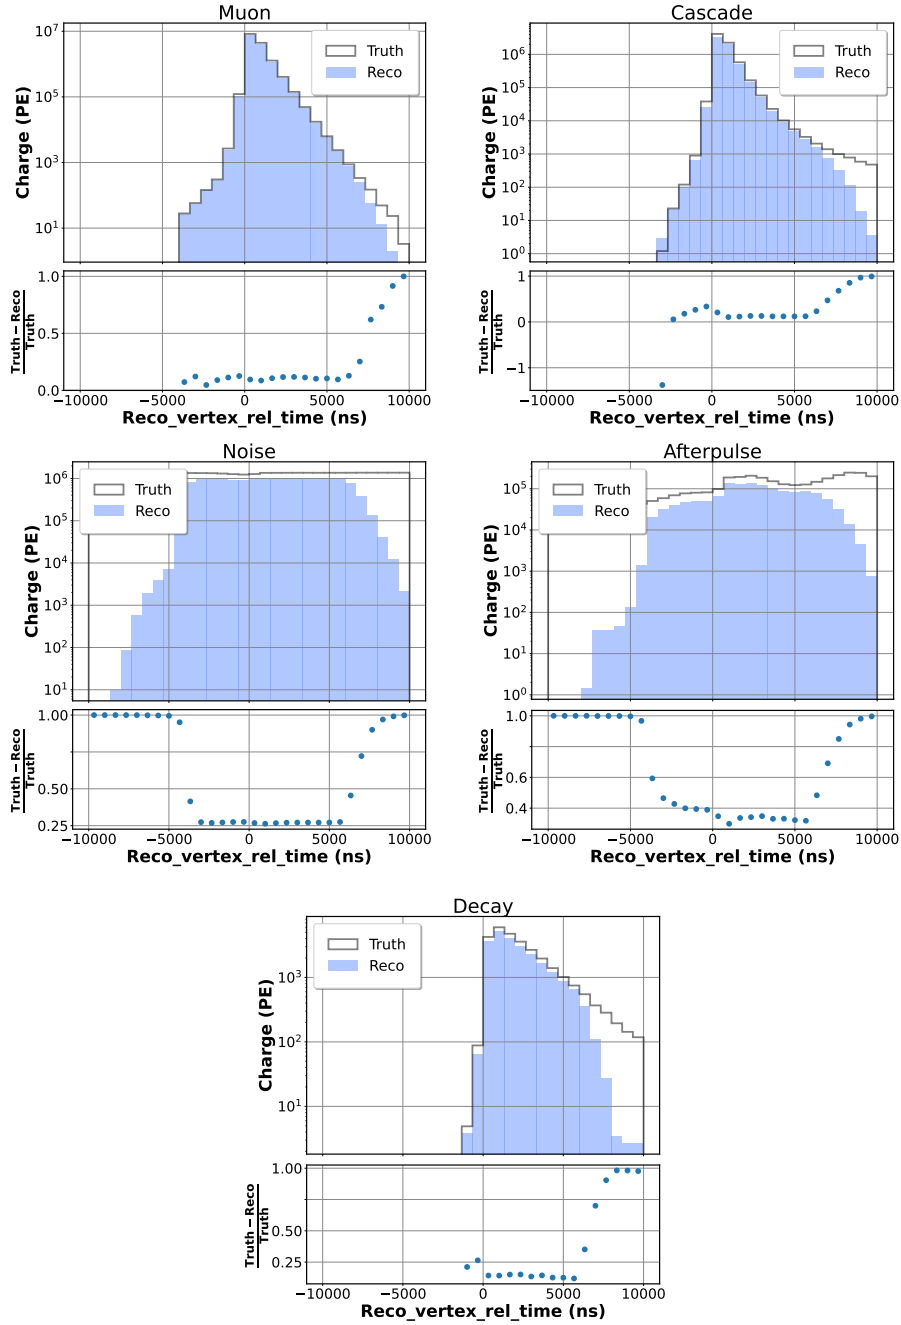 Muon
Charge (PE)
10^7
10^5
10^3
10^1
Truth
Reco
Truth − Reco
Truth
1.0
0.5
0.0
−10000 −5000 0 5000 10000
Reco_vertex_rel_time (ns)
Cascade
Charge (PE)
10^6
10^5
10^4
10^3
10^2
10^1
10^0
Truth
Reco
Truth − Reco
Truth
1
0
−1
−10000 −5000 0 5000 10000
Reco_vertex_rel_time (ns)
Noise
Charge (PE)
10^6
10^5
10^4
10^3
10^2
10^1
Truth
Reco
Truth − Reco
Truth
1.00
0.50
0.25
−10000 −5000 0 5000 10000
Reco_vertex_rel_time (ns)
Afterpulse
Charge (PE)
10^5
10^4
10^3
10^2
10^1
10^0
Truth
Reco
Truth − Reco
Truth
1.0
0.6
0.4
−10000 −5000 0 5000 10000
Reco_vertex_rel_time (ns)
Decay
Charge (PE)
10^3
10^2
10^1
Truth
Reco
Truth − Reco
Truth
1.00
0.50
0.25
−10000 −5000 0 5000 10000
Reco_vertex_rel_time (ns)